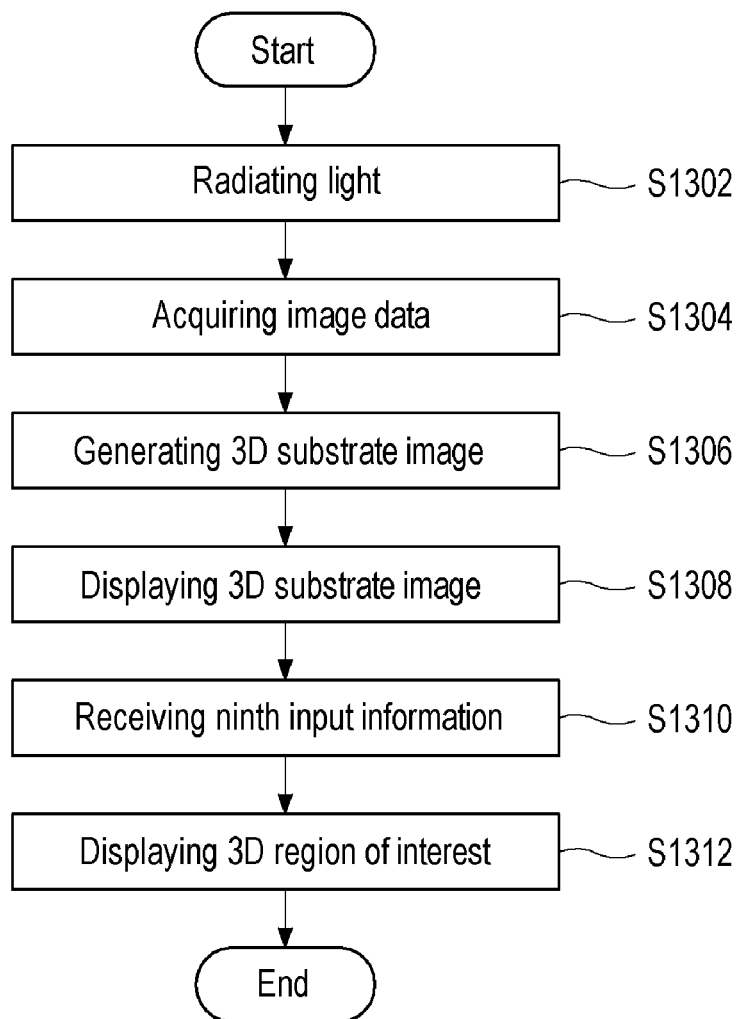 Start
Radiating light S1302
Acquiring image data S1304
Generating 3D substrate image S1306
Displaying 3D substrate image S1308
Receiving ninth input information S1310
Displaying 3D region of interest S1312
End